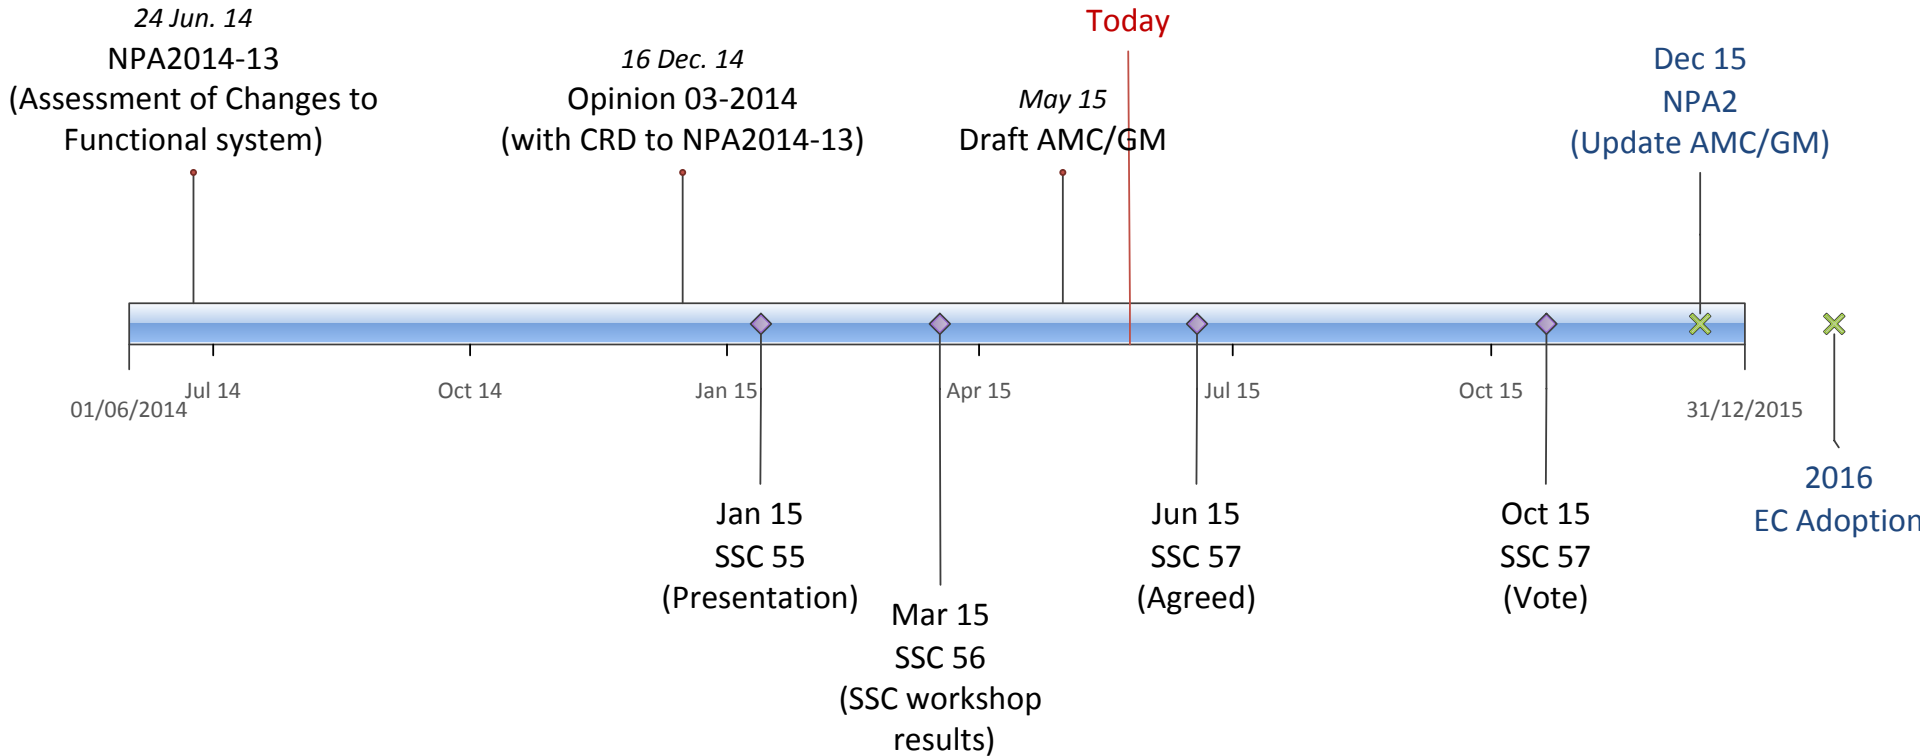 24 Jun. 14
NPA2014-13
(Assessment of Changes to
Functional system)
16 Dec. 14
Opinion 03-2014
(with CRD to NPA2014-13)
May 15
Draft AMC/GM
Today
Dec 15
NPA2
(Update AMC/GM)
Jul 14
Oct 14
Jan 15
Apr 15
Jul 15
Oct 15
01/06/2014
31/12/2015
Jan 15
SSC 55
(Presentation)
Mar 15
SSC 56
(SSC workshop
results)
Jun 15
SSC 57
(Agreed)
Oct 15
SSC 57
(Vote)
2016
EC Adoption